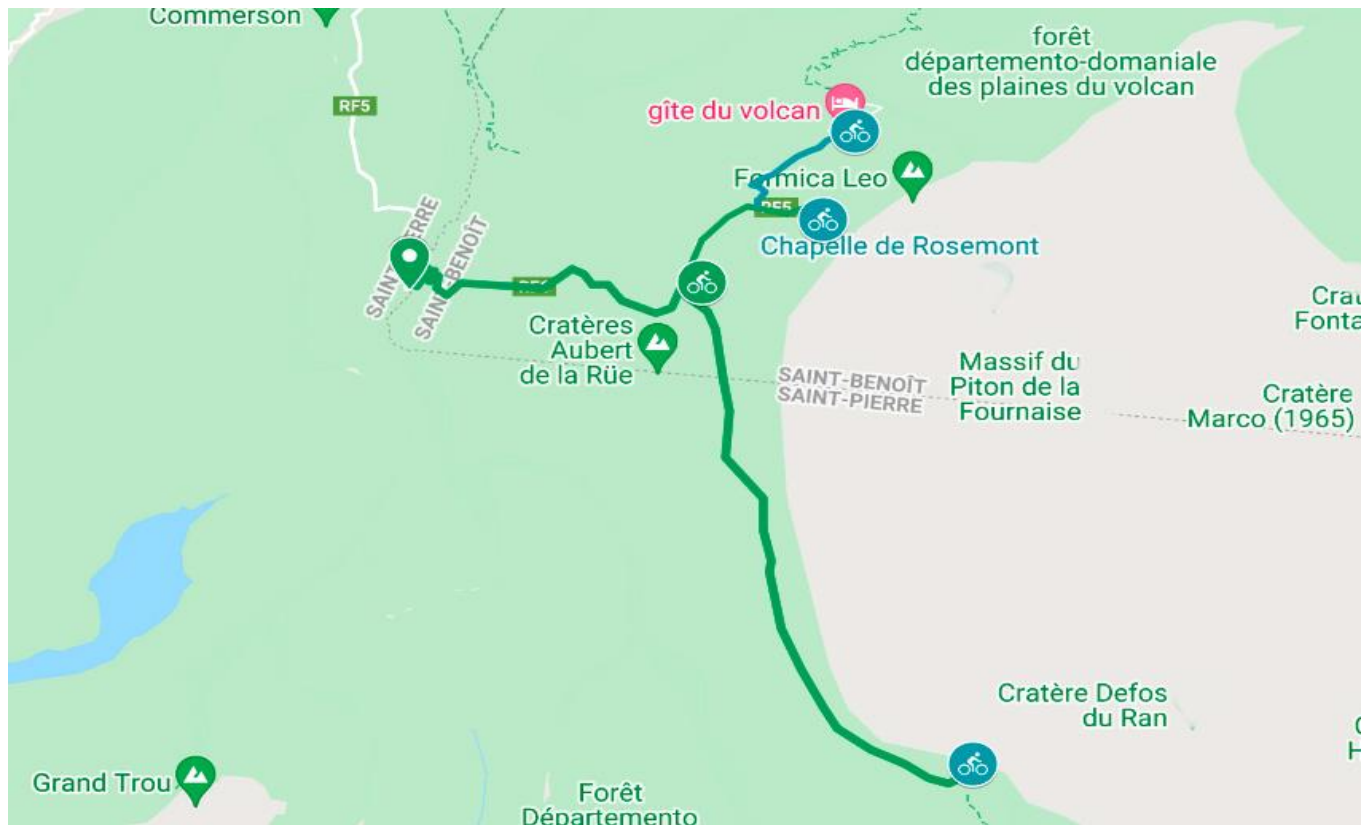 Commerson
forêt
départemento-domaniale
des plaines du volcan
RF5
gîte du volcan
Formica Leo
RF5
Chapelle de Rosemont
SAINT-PIERRE
SAINT-BENOÎT
Cratères
Aubert
de la Rüe
SAINT-BENOÎT
SAINT-PIERRE
Massif du
Piton de la
Fournaise
Cratère
Marco (1965)
Cratère Defos
du Ran
Grand Trou
Forêt
Départemento